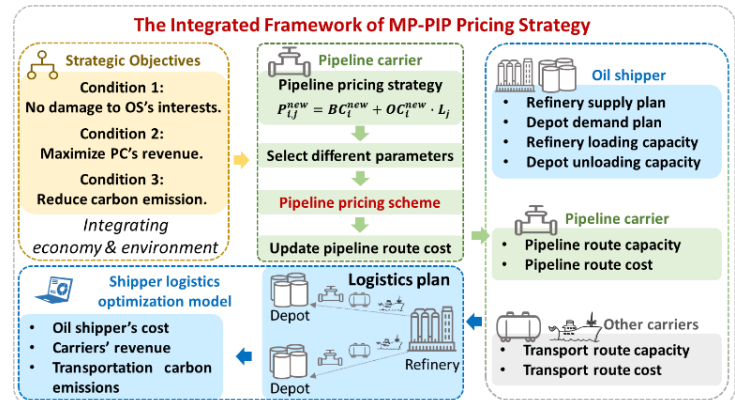 The Integrated Framework of MP-PIP Pricing Strategy
Strategic Objectives
Condition 1:
No damage to OS's interests.
Condition 2:
Maximize PC's revenue.
Condition 3:
Reduce carbon emission.
Integrating
economy & environment
Pipeline carrier
Pipeline pricing strategy
P_{i,j}^{new} = BC_i^{new} + OC_i^{new} · L_j
Select different parameters
Pipeline pricing scheme
Update pipeline route cost
Oil shipper
• Refinery supply plan
• Depot demand plan
• Refinery loading capacity
• Depot unloading capacity
Pipeline carrier
• Pipeline route capacity
• Pipeline route cost
Other carriers
• Transport route capacity
• Transport route cost
Logistics plan
Depot
Refinery
Depot
Shipper logistics
optimization model
• Oil shipper's cost
• Carriers' revenue
• Transportation carbon
emissions